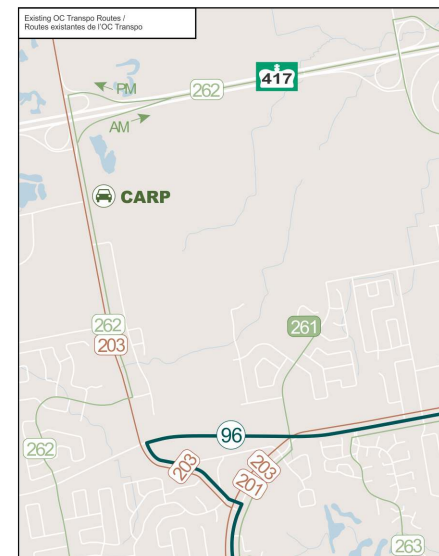 Existing OC Transpo Routes /
Routes existantes de l'OC Transpo
417
PM
262
AM
CARP
262
203
261
96
262
203
203
201
263